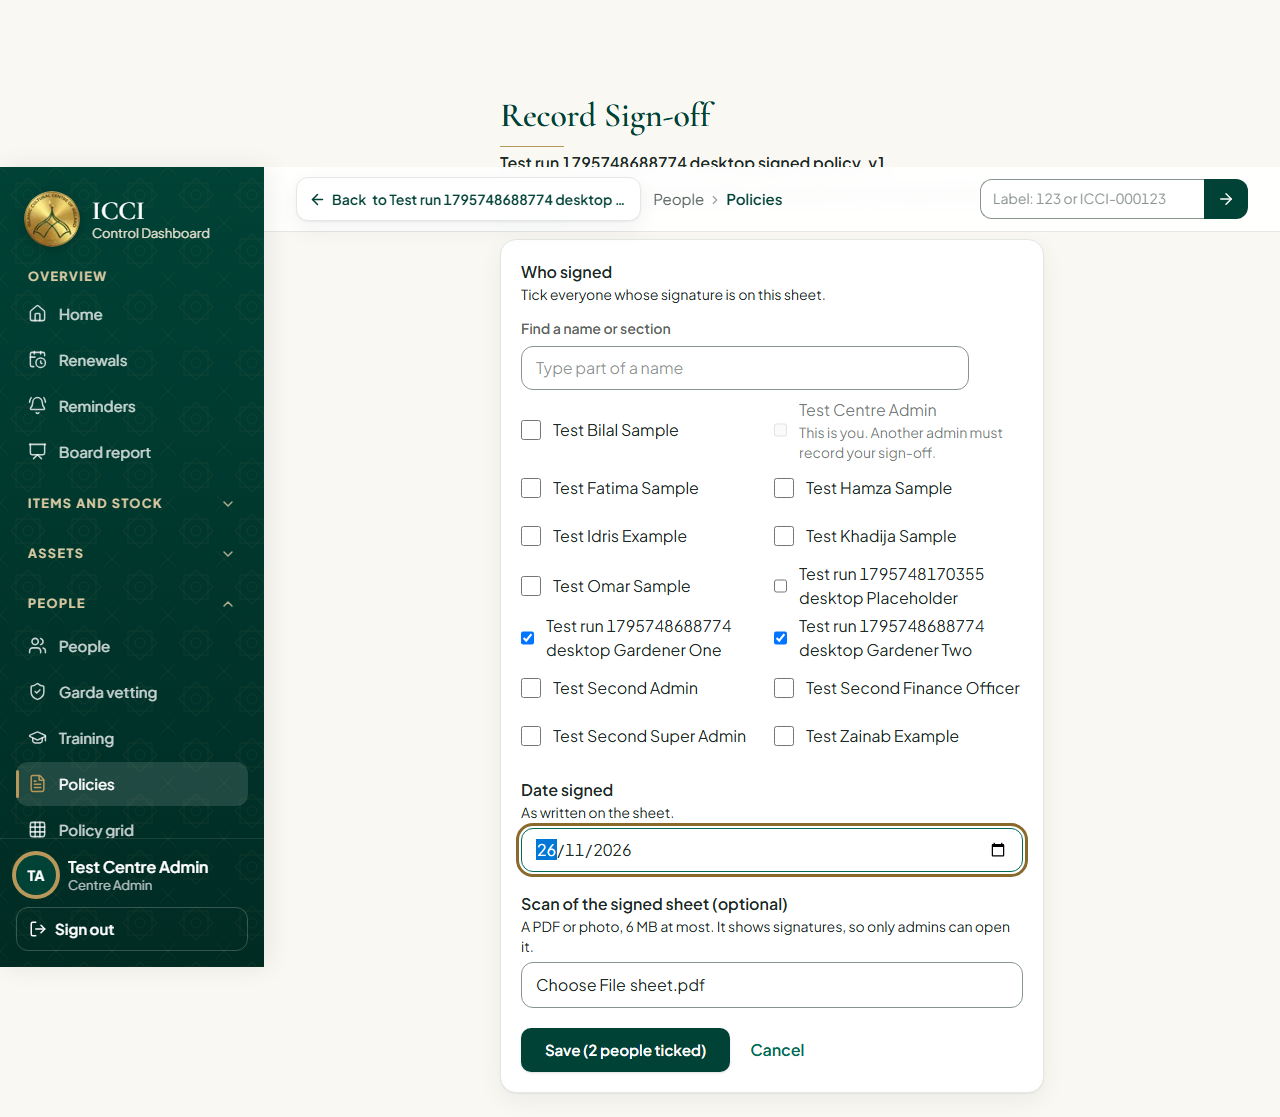 Record Sign-off
Test run 1795748688774 desktop signed policy, v1
ICCI
Control Dashboard
Back to Test run 1795748688774 desktop ...
People > Policies
Label: 123 or ICCI-000123
OVERVIEW
Home
Renewals
Reminders
Board report
ITEMS AND STOCK
ASSETS
PEOPLE
People
Garda vetting
Training
Policies
Policy grid
TA
Test Centre Admin
Centre Admin
Sign out
Who signed
Tick everyone whose signature is on this sheet.
Find a name or section
Type part of a name
Test Bilal Sample
Test Centre Admin
This is you. Another admin must
record your sign-off.
Test Fatima Sample
Test Hamza Sample
Test Idris Example
Test Khadija Sample
Test Omar Sample
Test run 1795748170355
desktop Placeholder
Test run 1795748688774
desktop Gardener One
Test run 1795748688774
desktop Gardener Two
Test Second Admin
Test Second Finance Officer
Test Second Super Admin
Test Zainab Example
Date signed
As written on the sheet.
26/11/2026
Scan of the signed sheet (optional)
A PDF or photo, 6 MB at most. It shows signatures, so only admins can open
it.
Choose File sheet.pdf
Save (2 people ticked)
Cancel